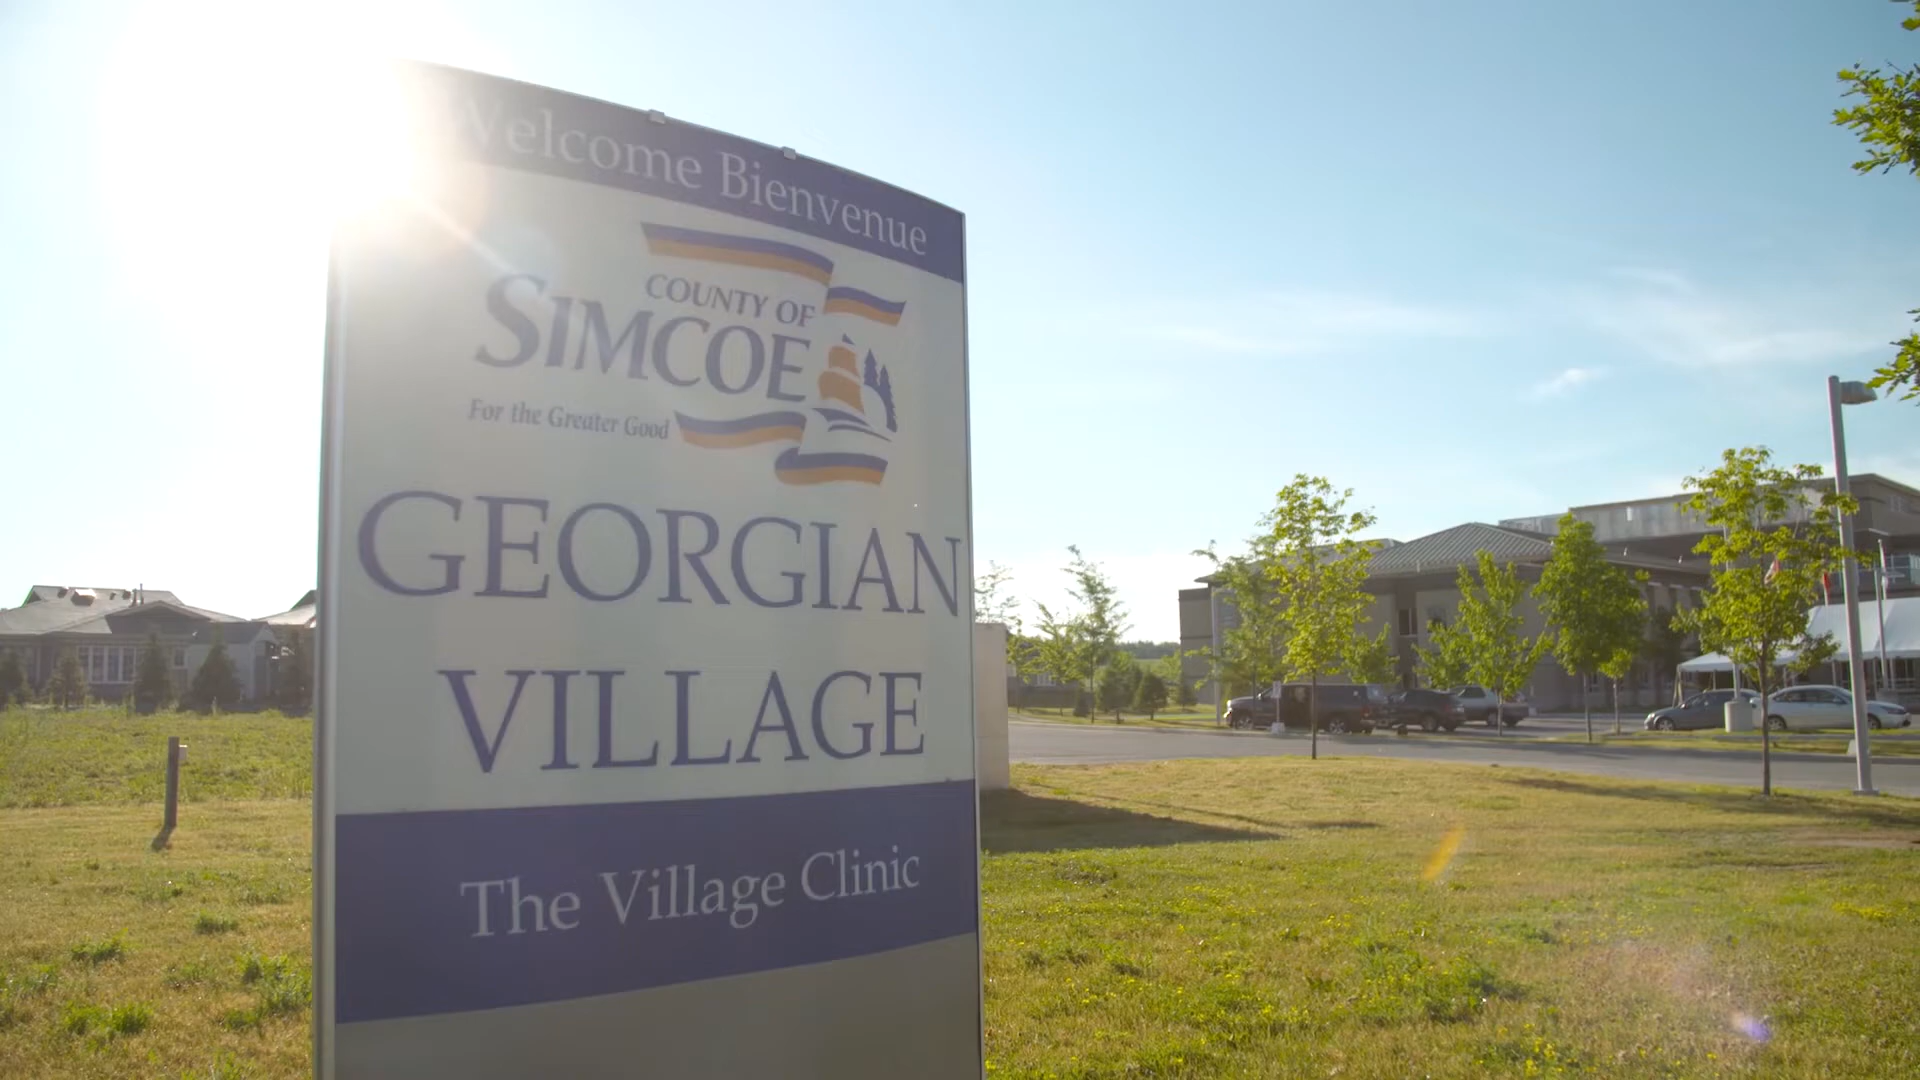 Welcome Bienvenue
COUNTY OF
SIMCOE
For the Greater Good
GEORGIAN
VILLAGE
The Village Clinic